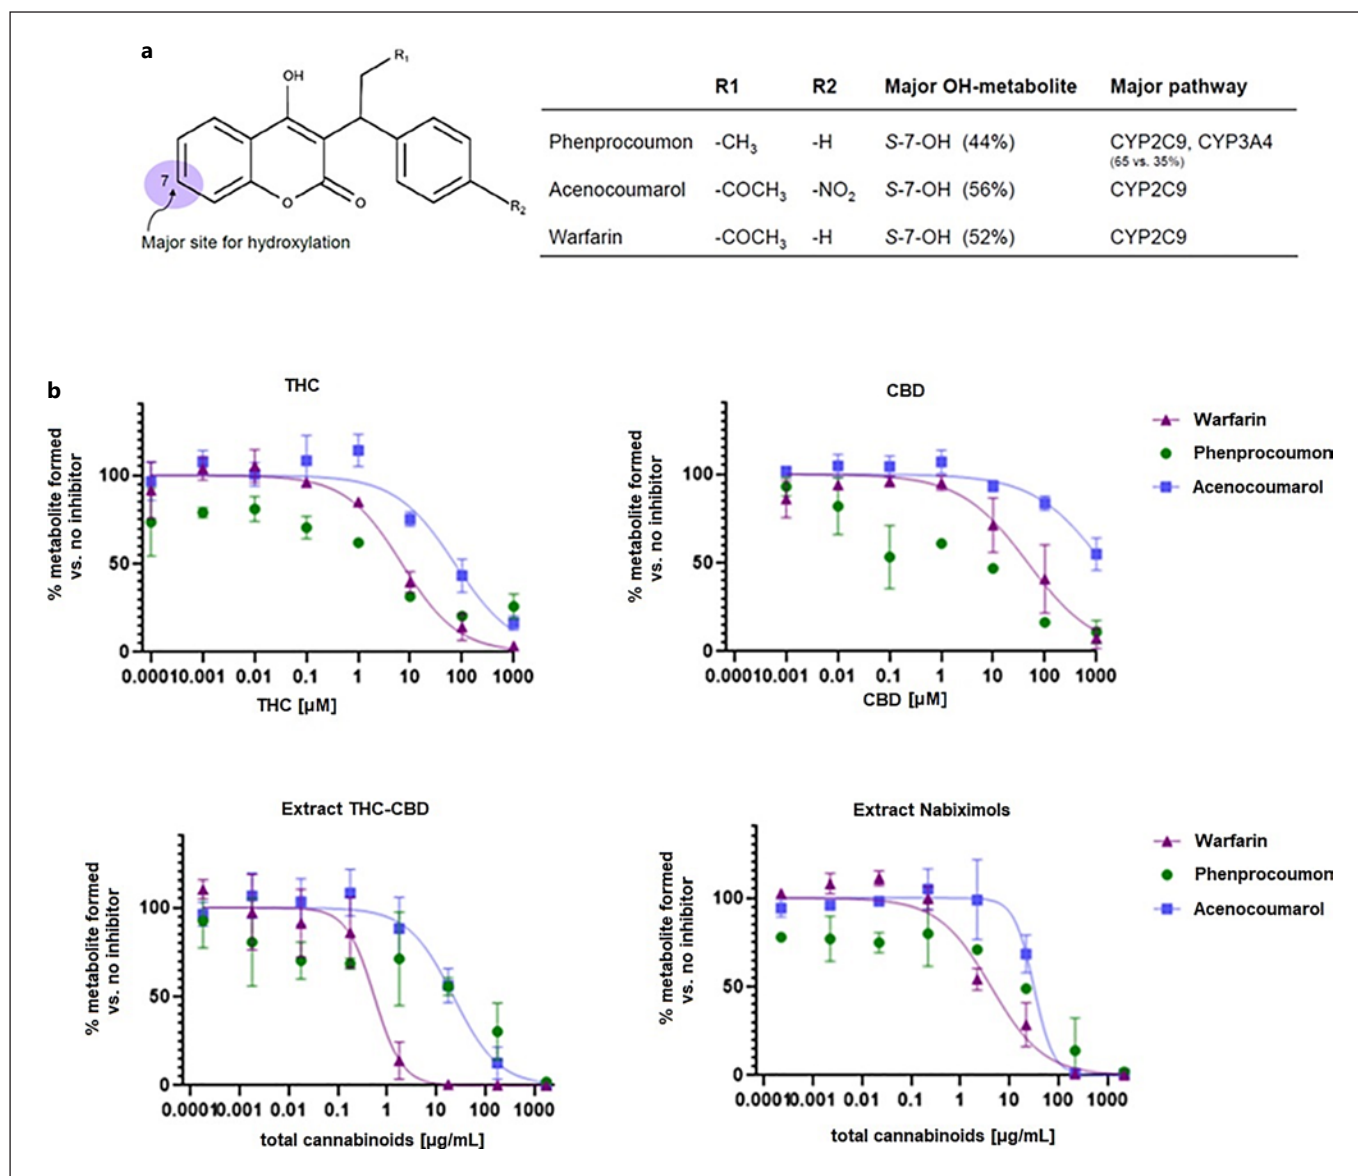 a
R1
OH
7
O
O
R2
Major site for hydroxylation
R1 R2 Major OH-metabolite Major pathway
Phenprocoumon -CH3 -H S-7-OH (44%) CYP2C9, CYP3A4
(65 vs. 35%)
Acenocoumarol -COCH3 -NO2 S-7-OH (56%) CYP2C9
Warfarin -COCH3 -H S-7-OH (52%) CYP2C9
b
THC
% metabolite formed
vs. no inhibitor
100
50
0
0.0001 0.001 0.01 0.1 1 10 100 1000
THC [µM]
CBD
% metabolite formed
vs. no inhibitor
100
50
0
0.0001 0.001 0.01 0.1 1 10 100 1000
CBD [µM]
Warfarin
Phenprocoumon
Acenocoumarol
Extract THC-CBD
% metabolite formed
vs. no inhibitor
100
50
0
0.0001 0.001 0.01 0.1 1 10 100 1000
total cannabinoids [µg/mL]
Extract Nabiximols
% metabolite formed
vs. no inhibitor
100
50
0
0.0001 0.001 0.01 0.1 1 10 100 1000
total cannabinoids [µg/mL]
Warfarin
Phenprocoumon
Acenocoumarol